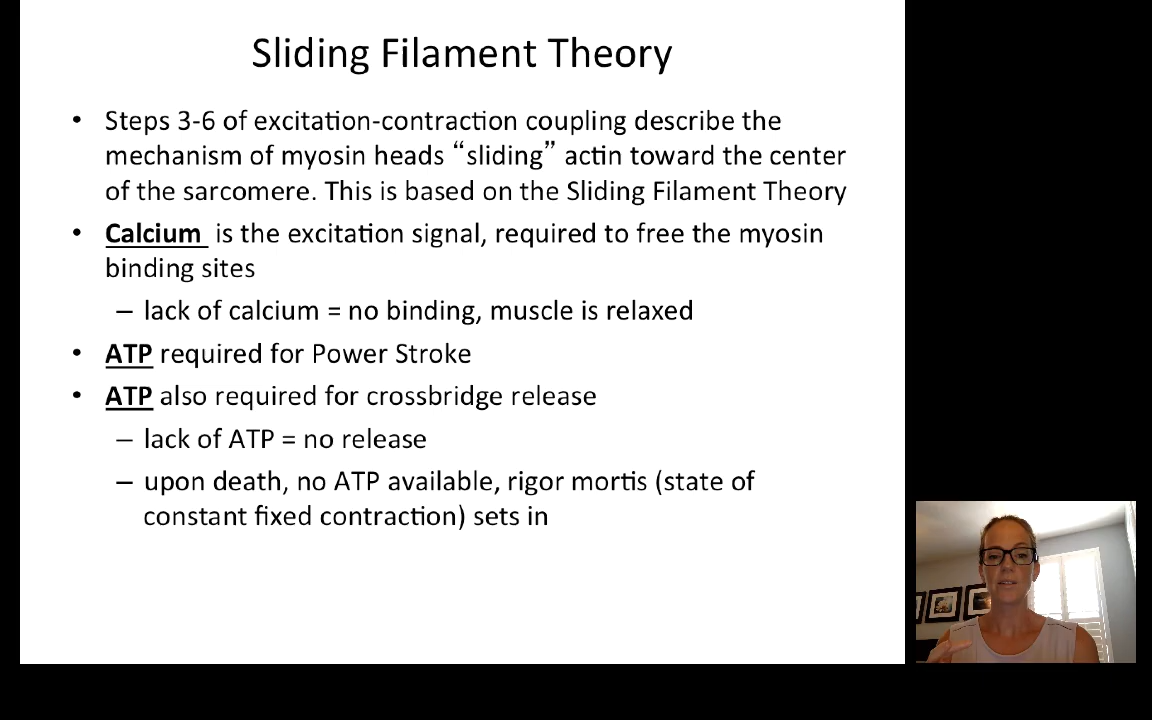 Sliding Filament Theory
• Steps 3-6 of excitation-contraction coupling describe the
mechanism of myosin heads “sliding” actin toward the center
of the sarcomere. This is based on the Sliding Filament Theory
• Calcium is the excitation signal, required to free the myosin
binding sites
– lack of calcium = no binding, muscle is relaxed
• ATP required for Power Stroke
• ATP also required for crossbridge release
– lack of ATP = no release
– upon death, no ATP available, rigor mortis (state of
constant fixed contraction) sets in